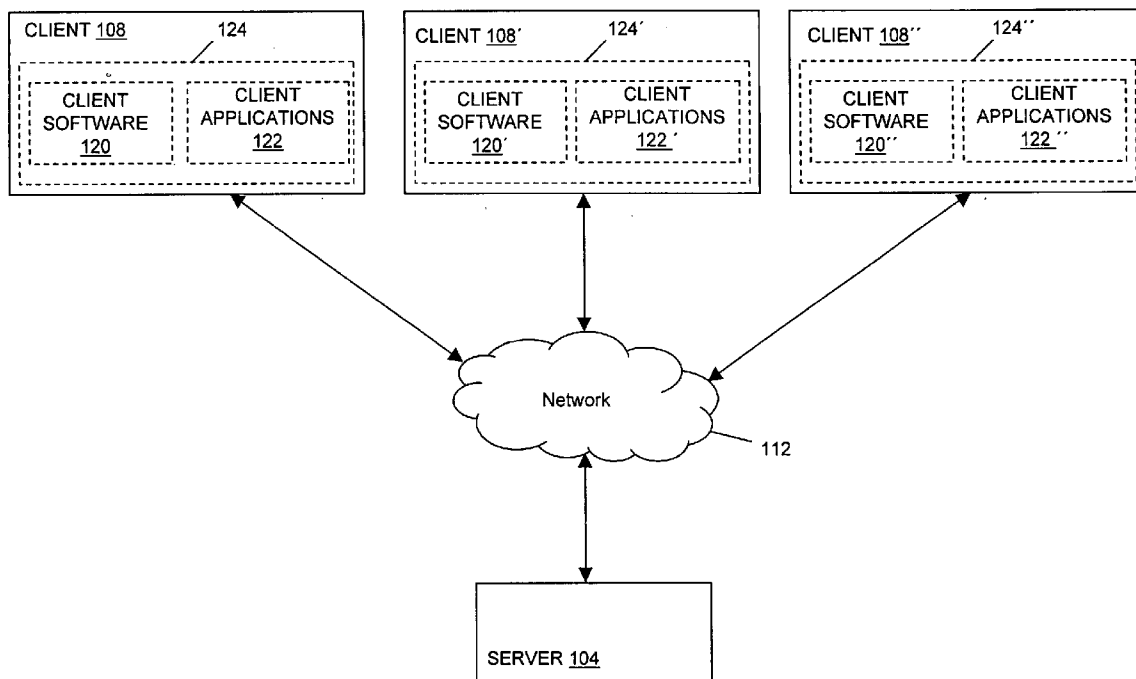 CLIENT 108
124
CLIENT
SOFTWARE
120
CLIENT
APPLICATIONS
122
CLIENT 108´
124´
CLIENT
SOFTWARE
120´
CLIENT
APPLICATIONS
122´
CLIENT 108´´
124´´
CLIENT
SOFTWARE
120´´
CLIENT
APPLICATIONS
122´´
Network
112
SERVER 104